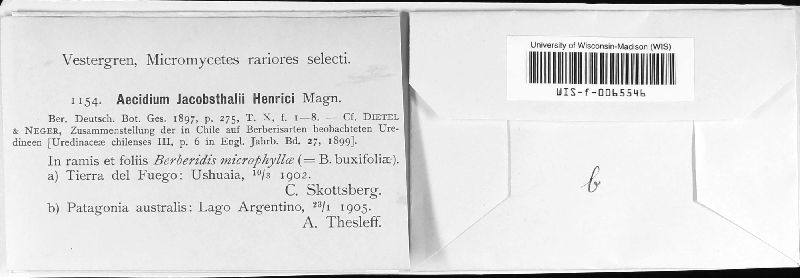 Vestergren, Micromycetes rariores selecti.
1154. Aecidium Jacobsthalii Henrici Magn.
Ber. Deutsch. Bot. Ges. 1897, p. 275, T. X, f. 1—8. — Cf. DIETEL
& NEGER, Zusammenstellung der in Chile auf Berberisarten beobachteten Ure-
dineen [Uredinaceæ chilenses III, p. 6 in Engl. Jahrb. Bd. 27, 1899].
In ramis et foliis Berberidis microphyllæ (= B. buxifoliæ).
a) Tierra del Fuego: Ushuaia, 10/3 1902.
C. Skottsberg.
b) Patagonia australis: Lago Argentino, 23/1 1905.
A. Thesleff.
University of Wisconsin-Madison (WIS)
WIS-f-0065546
b